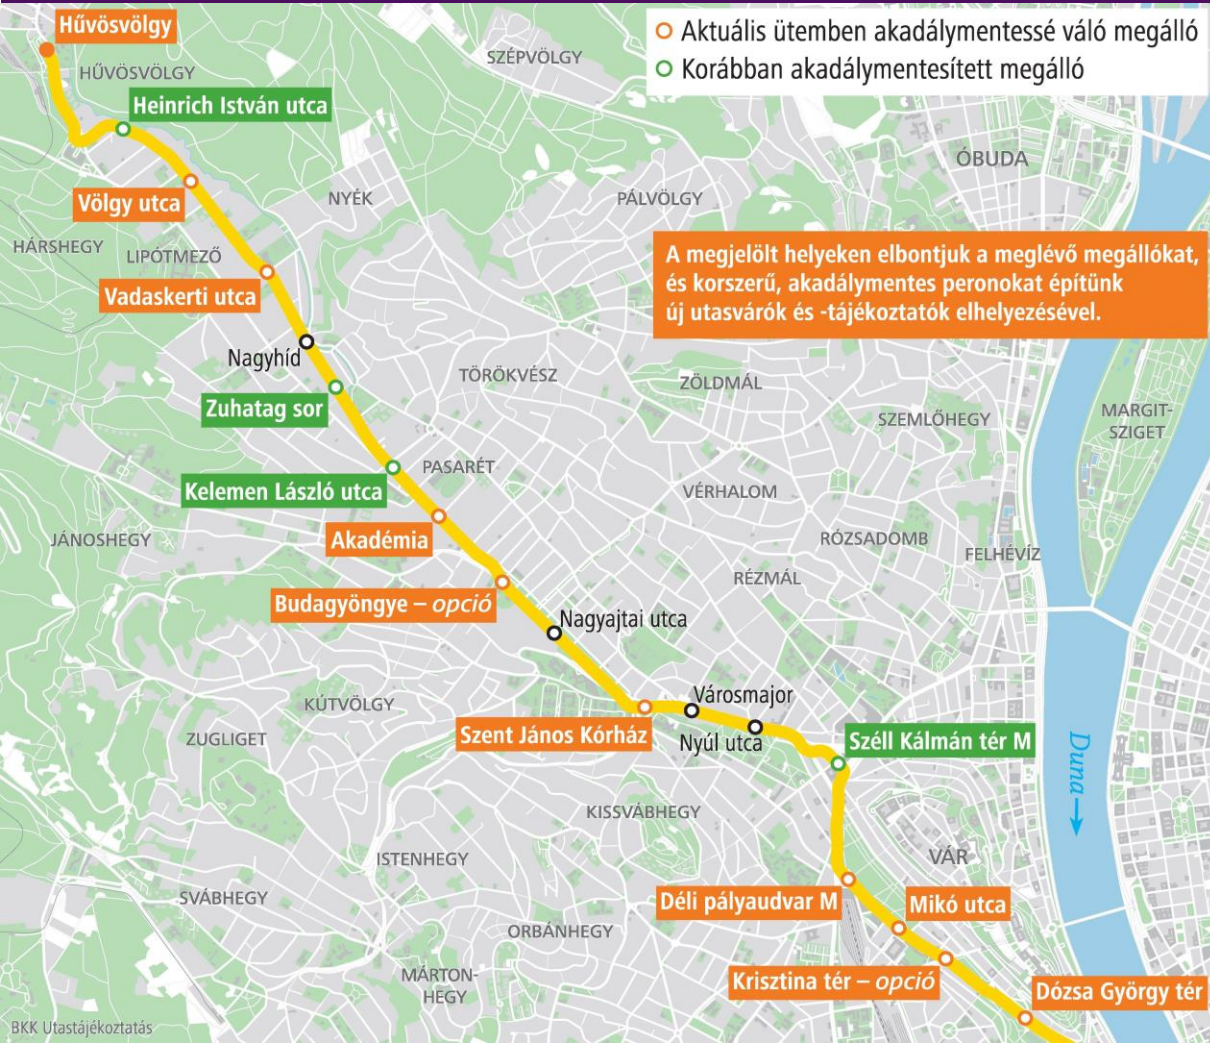 Hűvösvölgy
Aktuális ütemben akadálymentessé váló megálló
Korábban akadálymentesített megálló
SZÉPVÖLGY
HŰVÖSVÖLGY
Heinrich István utca
ÓBUDA
NYÉK
PÁLVÖLGY
Völgy utca
HÁRSHEGY
LIPÓTMEZŐ
A megjelölt helyeken elbontjuk a meglévő megállókat,
és korszerű, akadálymentes peronokat építünk
új utasvárók és -tájékoztatók elhelyezésével.
Vadaskerti utca
Nagyhíd
TÖRÖKVÉSZ
ZÖLDMÁL
Zuhatag sor
SZEMLŐHEGY
MARGIT-
SZIGET
PASARÉT
Kelemen László utca
VÉRHALOM
JÁNOSHEGY
Akadémia
RÓZSADOMB
FELHÉVÍZ
RÉZMÁL
Budagyöngye – opció
Nagyajtai utca
KÚTVÖLGY
Városmajor
ZUGLIGET
Szent János Kórház
Nyúl utca
Széll Kálmán tér M
Duna
KISSVÁBHEGY
ISTENHEGY
VÁR
SVÁBHEGY
Déli pályaudvar M
Mikó utca
ORBÁNHEGY
MÁRTON-
HEGY
Krisztina tér – opció
Dózsa György tér
BKK Utastájékoztatás